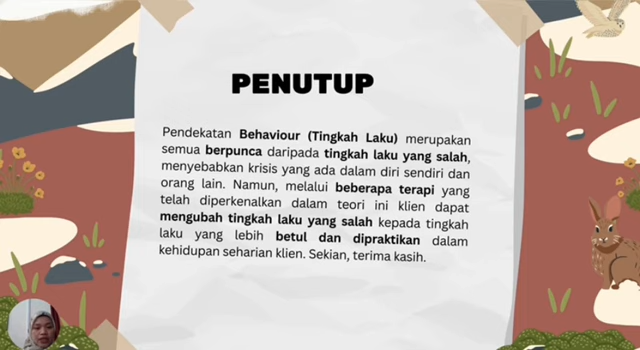 PENUTUP
Pendekatan Behaviour (Tingkah Laku) merupakan
semua berpunca daripada tingkah laku yang salah,
menyebabkan krisis yang ada dalam diri sendiri dan
orang lain. Namun, melalui beberapa terapi yang
telah diperkenalkan dalam teori ini klien dapat
mengubah tingkah laku yang salah kepada tingkah
laku yang lebih betul dan dipraktikan dalam
kehidupan seharian klien. Sekian, terima kasih.